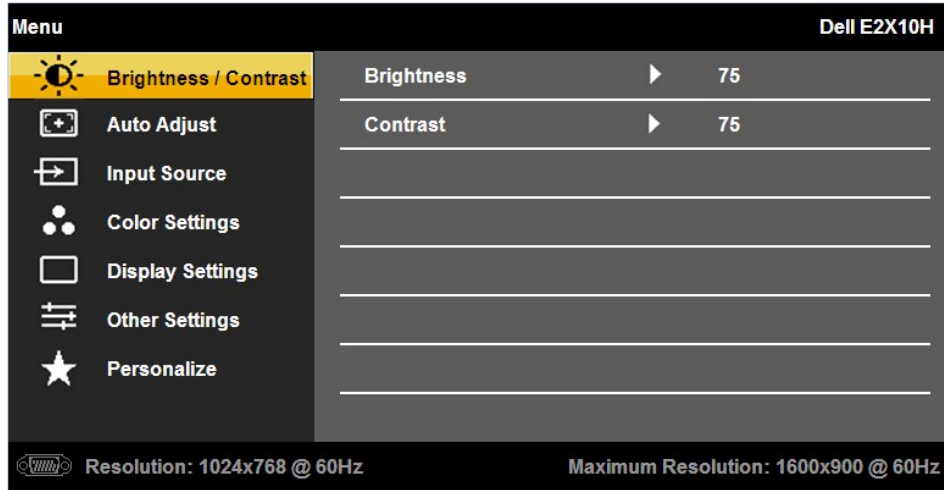 Menu Dell E2X10H
Brightness / Contrast Brightness 75
Auto Adjust Contrast 75
Input Source
Color Settings
Display Settings
Other Settings
Personalize
Resolution: 1024x768 @ 60Hz Maximum Resolution: 1600x900 @ 60Hz